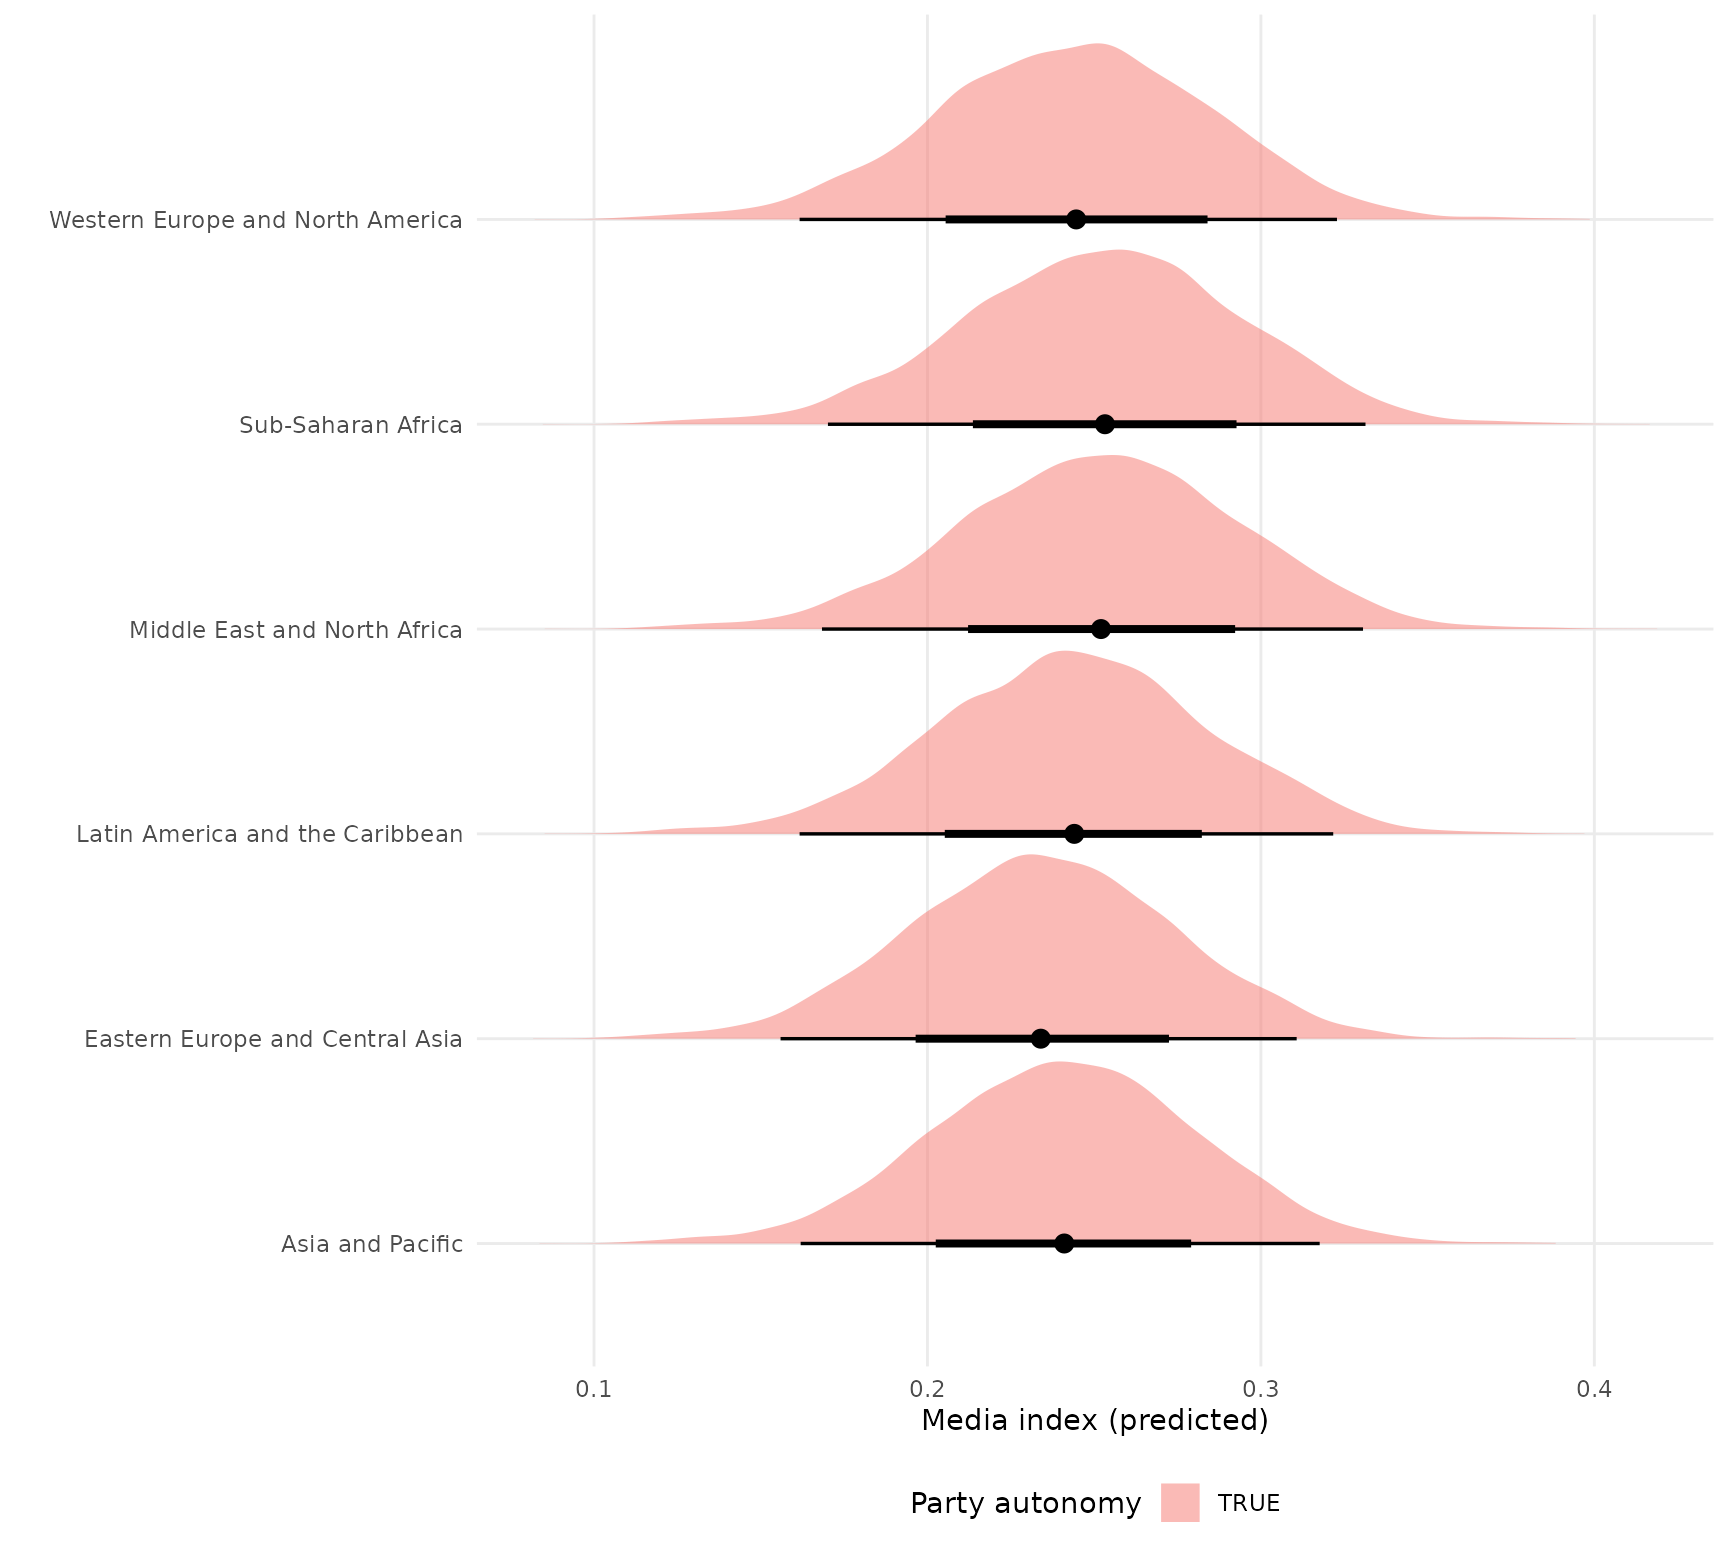 Western Europe and North America
Sub-Saharan Africa
Middle East and North Africa
Latin America and the Caribbean
Eastern Europe and Central Asia
Asia and Pacific
0.1 0.2 0.3 0.4
Media index (predicted)
Party autonomy TRUE